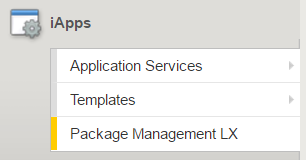 iApps
Application Services
Templates
Package Management LX